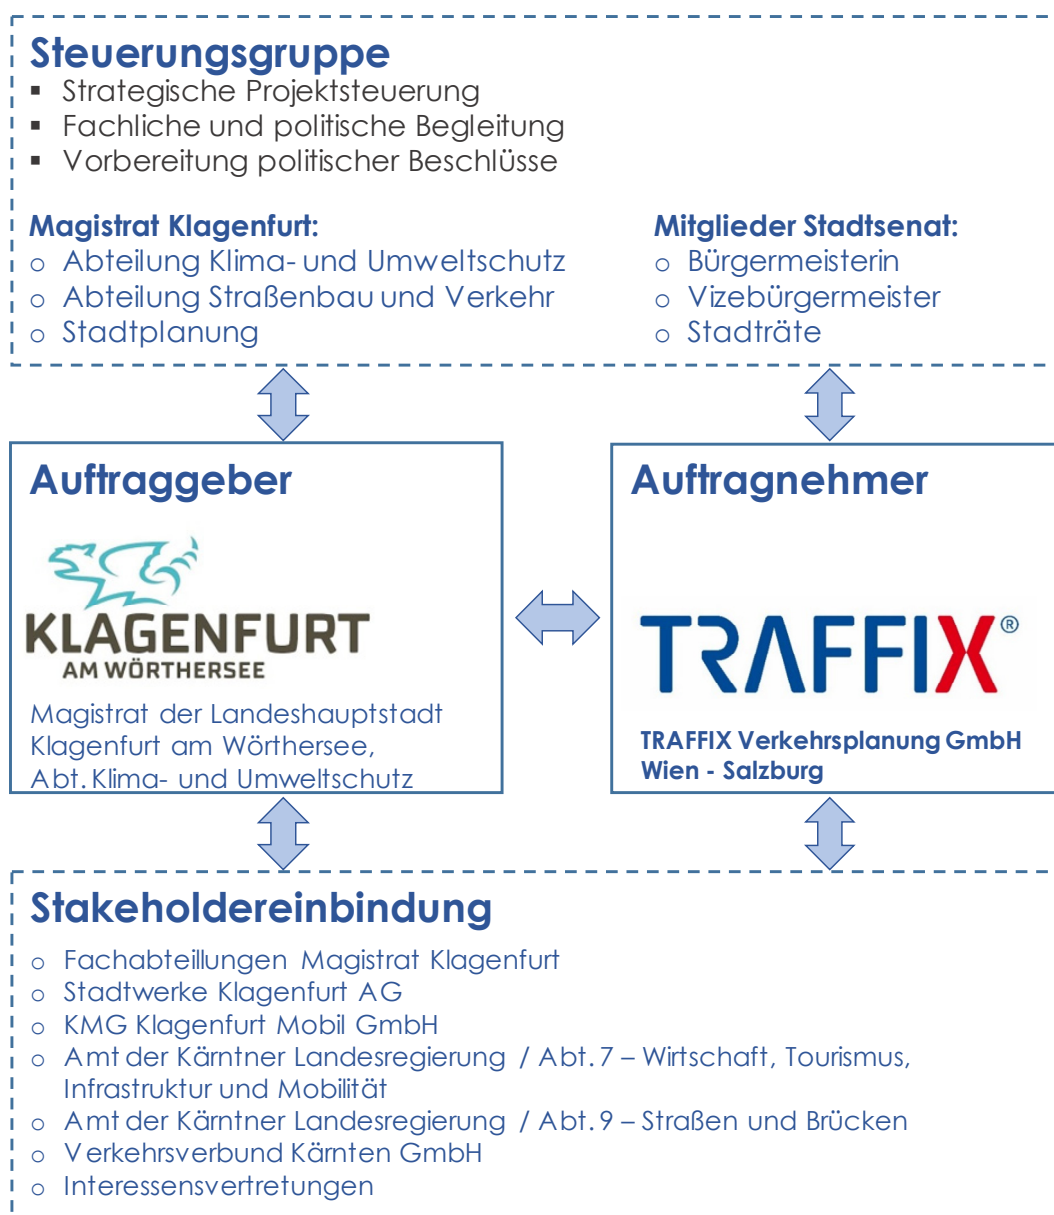 Steuerungsgruppe
▪ Strategische Projektsteuerung
▪ Fachliche und politische Begleitung
▪ Vorbereitung politischer Beschlüsse
Magistrat Klagenfurt:
o Abteilung Klima- und Umweltschutz
o Abteilung Straßenbau und Verkehr
o Stadtplanung
Mitglieder Stadtsenat:
o Bürgermeisterin
o Vizebürgermeister
o Stadträte
Auftraggeber
KLAGENFURT
AM WÖRTHERSEE
Magistrat der Landeshauptstadt
Klagenfurt am Wörthersee,
Abt. Klima- und Umweltschutz
Auftragnehmer
TRAFFIX®
TRAFFIX Verkehrsplanung GmbH
Wien - Salzburg
Stakeholdereinbindung
o Fachabteillungen Magistrat Klagenfurt
o Stadtwerke Klagenfurt AG
o KMG Klagenfurt Mobil GmbH
o Amt der Kärntner Landesregierung / Abt. 7 – Wirtschaft, Tourismus,
Infrastruktur und Mobilität
o Amt der Kärntner Landesregierung / Abt. 9 – Straßen und Brücken
o Verkehrsverbund Kärnten GmbH
o Interessensvertretungen